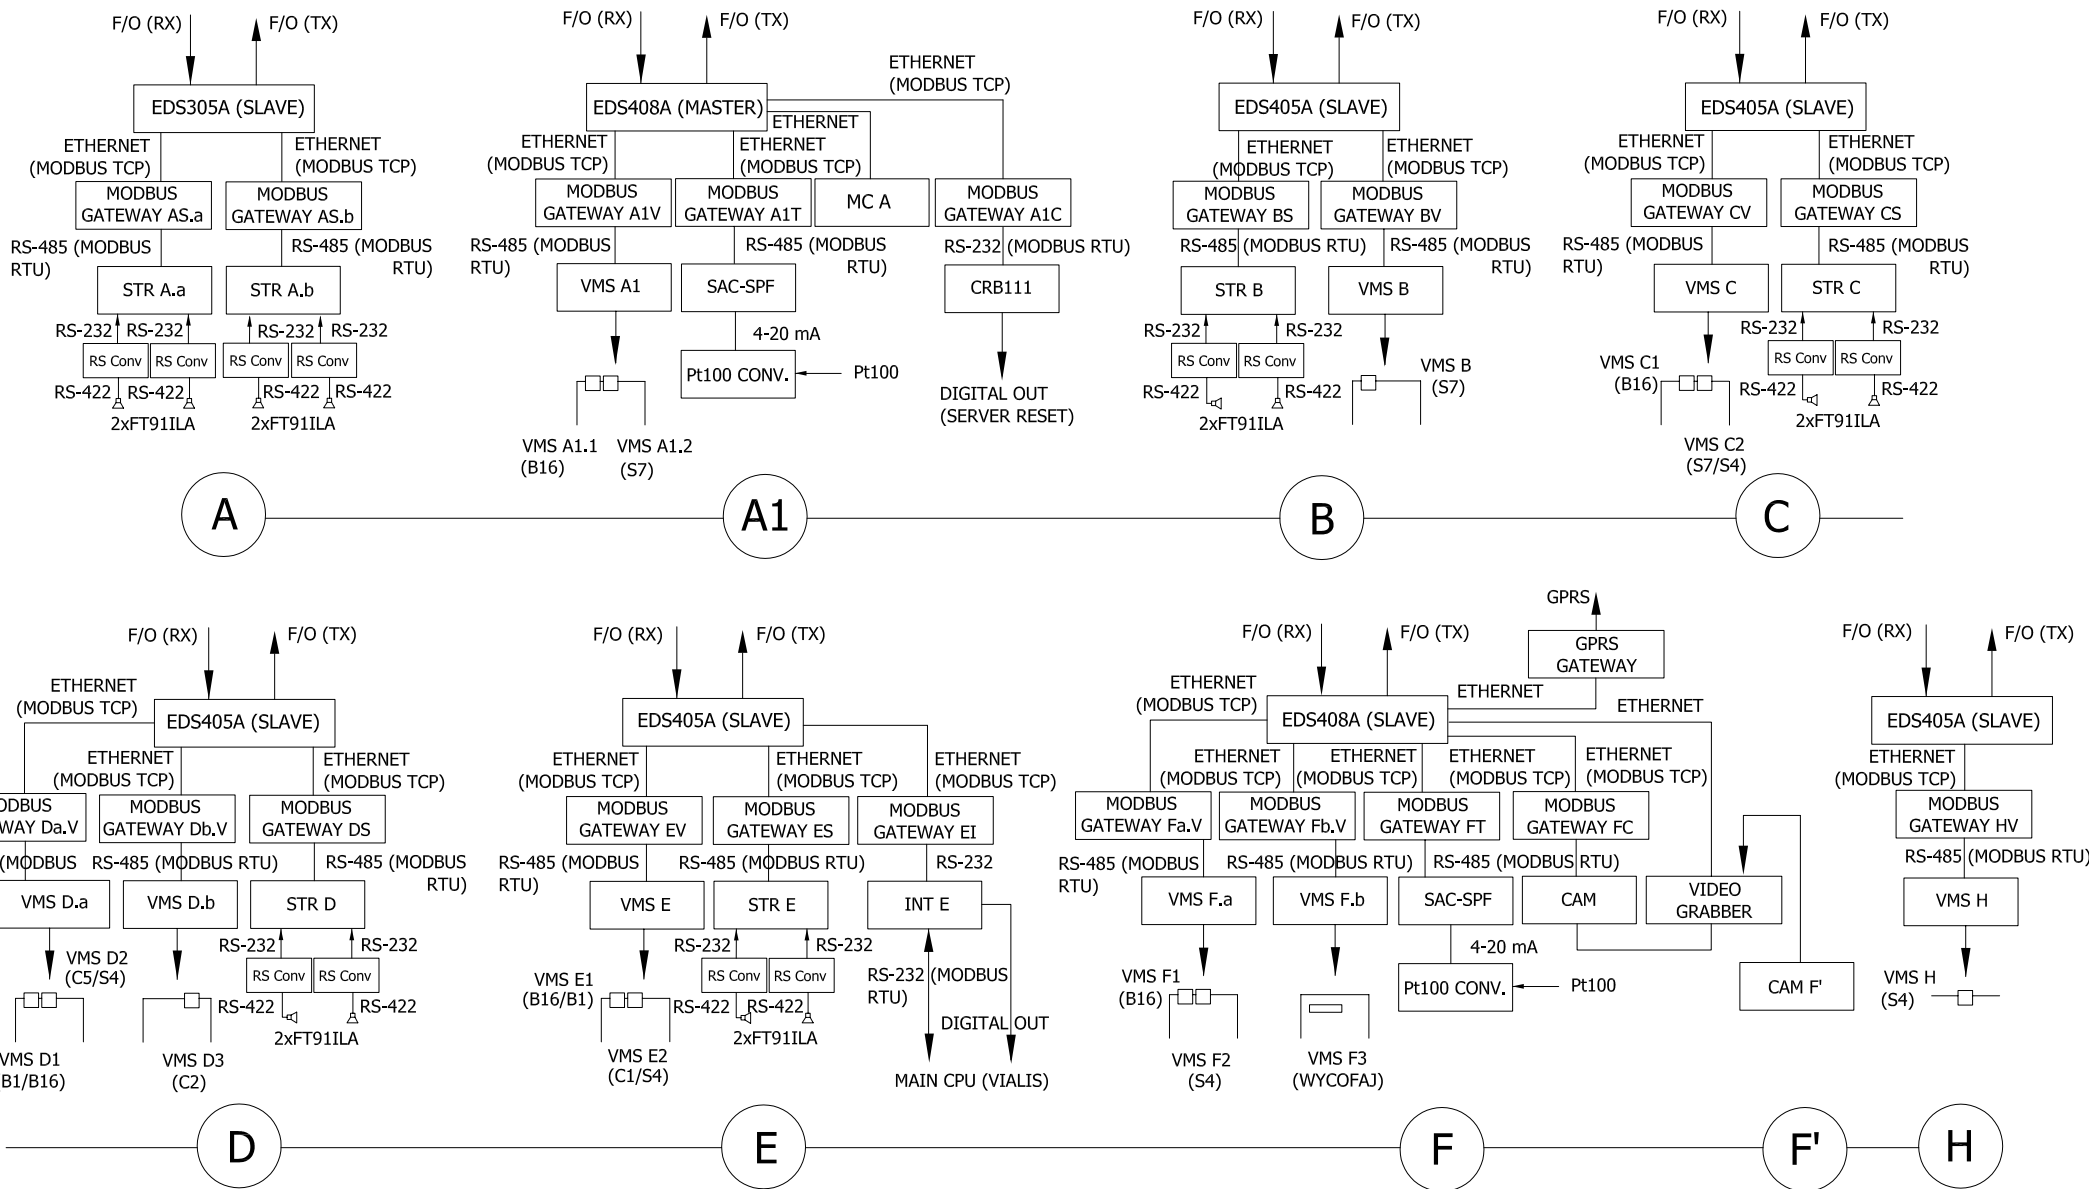 F/O (RX)
F/O (TX)
EDS305A (SLAVE)
ETHERNET
(MODBUS TCP)
ETHERNET
(MODBUS TCP)
MODBUS
GATEWAY AS.a
MODBUS
GATEWAY AS.b
RS-485 (MODBUS
RTU)
RS-485 (MODBUS
RTU)
STR A.a
STR A.b
RS-232
RS-232
RS-232
RS-232
RS Conv
RS Conv
RS Conv
RS Conv
RS-422
RS-422
RS-422
RS-422
2xFT91ILA
2xFT91ILA
A
F/O (RX)
F/O (TX)
EDS408A (MASTER)
ETHERNET
(MODBUS TCP)
ETHERNET
ETHERNET
(MODBUS TCP)
ETHERNET
(MODBUS TCP)
MODBUS
GATEWAY A1V
MODBUS
GATEWAY A1T
MC A
MODBUS
GATEWAY A1C
RS-485 (MODBUS
RTU)
RS-485 (MODBUS
RTU)
RS-232 (MODBUS RTU)
VMS A1
SAC-SPF
CRB111
4-20 mA
Pt100 CONV.
Pt100
DIGITAL OUT
(SERVER RESET)
VMS A1.1
(B16)
VMS A1.2
(S7)
A1
F/O (RX)
F/O (TX)
EDS405A (SLAVE)
ETHERNET
(MODBUS TCP)
ETHERNET
(MODBUS TCP)
MODBUS
GATEWAY BS
MODBUS
GATEWAY BV
RS-485 (MODBUS RTU)
RS-485 (MODBUS
RTU)
STR B
VMS B
RS-232
RS-232
RS Conv
RS Conv
RS-422
RS-422
2xFT91ILA
VMS B
(S7)
B
F/O (RX)
F/O (TX)
EDS405A (SLAVE)
ETHERNET
(MODBUS TCP)
ETHERNET
(MODBUS TCP)
MODBUS
GATEWAY CV
MODBUS
GATEWAY CS
RS-485 (MODBUS
RTU)
RS-485 (MODBUS
RTU)
VMS C
STR C
RS-232
RS-232
RS Conv
RS Conv
RS-422
RS-422
2xFT91ILA
VMS C1
(B16)
VMS C2
(S7/S4)
C
F/O (RX)
F/O (TX)
ETHERNET
(MODBUS TCP)
EDS405A (SLAVE)
ETHERNET
(MODBUS TCP)
ETHERNET
(MODBUS TCP)
ODBUS
WAY Da.V
MODBUS
GATEWAY Db.V
MODBUS
GATEWAY DS
(MODBUS
RS-485 (MODBUS RTU)
RS-485 (MODBUS
RTU)
VMS D.a
VMS D.b
STR D
RS-232
RS-232
RS Conv
RS Conv
RS-422
RS-422
2xFT91ILA
VMS D2
(C5/S4)
VMS D1
B1/B16)
VMS D3
(C2)
D
F/O (RX)
F/O (TX)
EDS405A (SLAVE)
ETHERNET
(MODBUS TCP)
ETHERNET
(MODBUS TCP)
ETHERNET
(MODBUS TCP)
MODBUS
GATEWAY EV
MODBUS
GATEWAY ES
MODBUS
GATEWAY EI
RS-485 (MODBUS
RTU)
RS-485 (MODBUS RTU)
RS-232
VMS E
STR E
INT E
RS-232
RS-232
RS Conv
RS Conv
RS-422
RS-422
2xFT91ILA
VMS E1
(B16/B1)
VMS E2
(C1/S4)
RS-232 (MODBUS
RTU)
DIGITAL OUT
MAIN CPU (VIALIS)
E
F/O (RX)
F/O (TX)
GPRS
GPRS
GATEWAY
ETHERNET
(MODBUS TCP)
EDS408A (SLAVE)
ETHERNET
ETHERNET
ETHERNET
(MODBUS TCP)
ETHERNET
(MODBUS TCP)
ETHERNET
(MODBUS TCP)
ETHERNET
(MODBUS TCP)
MODBUS
GATEWAY Fa.V
MODBUS
GATEWAY Fb.V
MODBUS
GATEWAY FT
MODBUS
GATEWAY FC
RS-485 (MODBUS
RTU)
RS-485 (MODBUS RTU)
RS-485 (MODBUS RTU)
VMS F.a
VMS F.b
SAC-SPF
CAM
VIDEO
GRABBER
4-20 mA
Pt100 CONV.
Pt100
CAM F'
VMS F1
(B16)
VMS F2
(S4)
VMS F3
(WYCOFAJ)
F
F'
F/O (RX)
F/O (TX)
EDS405A (SLAVE)
ETHERNET
(MODBUS TCP)
MODBUS
GATEWAY HV
RS-485 (MODBUS RTU)
VMS H
VMS H
(S4)
H